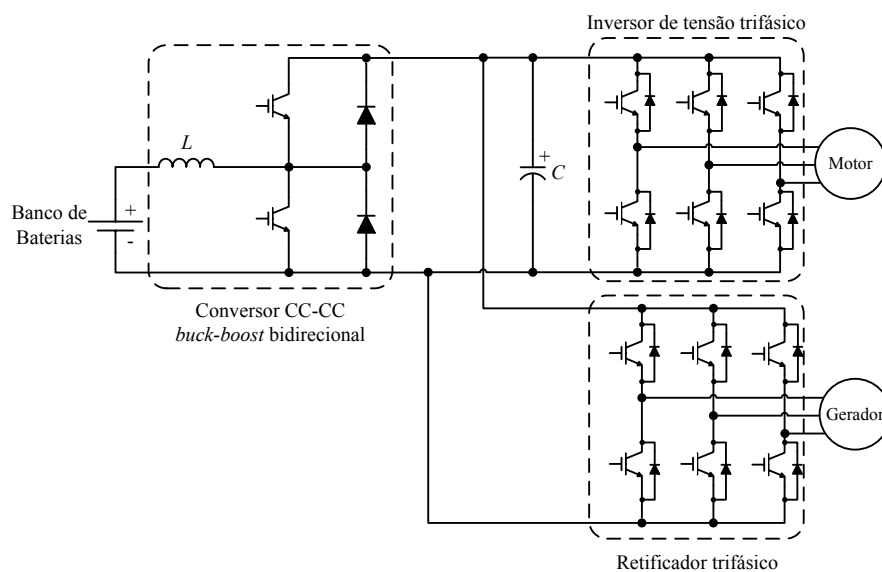 Inversor de tensão trifásico
L
+
C
Motor
Banco de
Baterias
+
-
Conversor CC-CC
buck-boost bidirecional
Gerador
Retificador trifásico